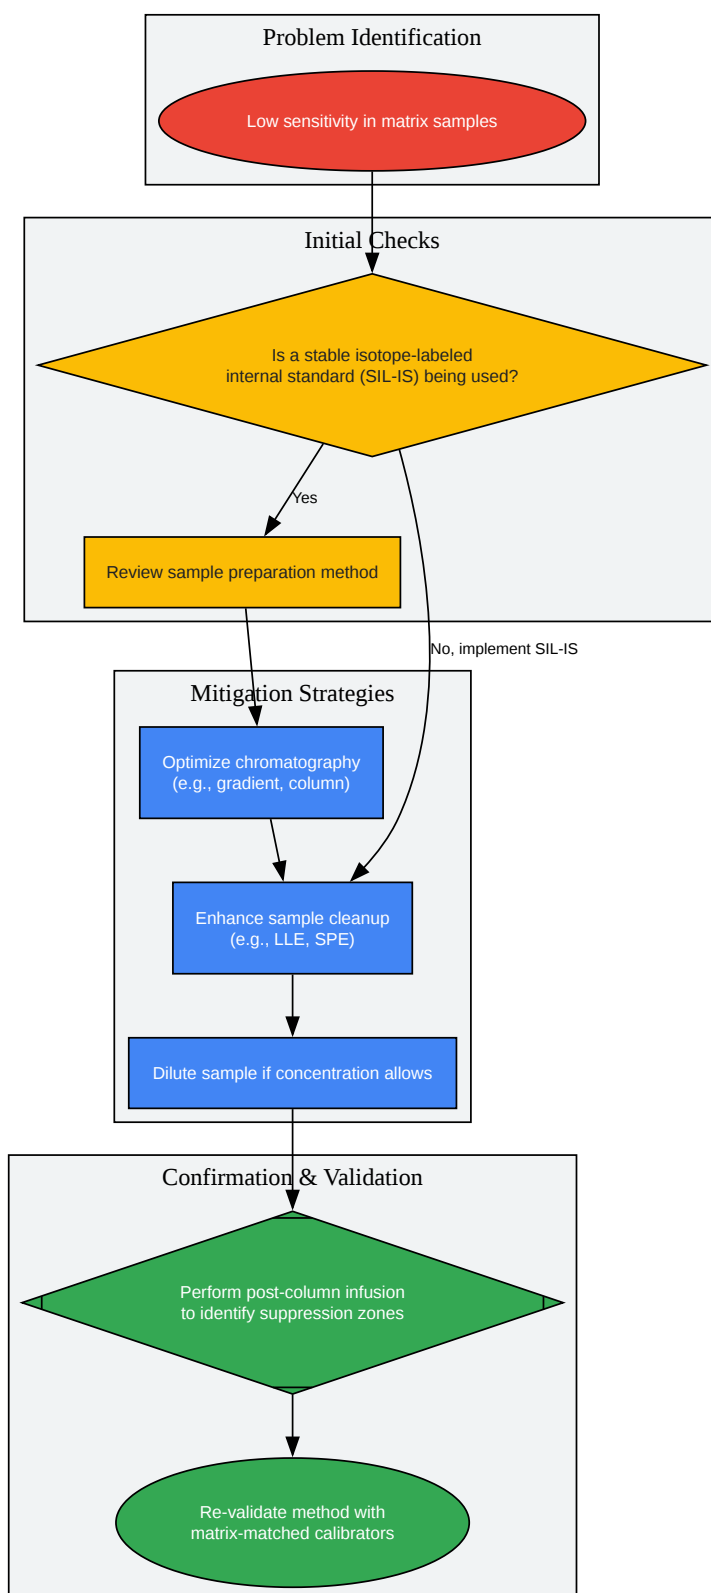 Problem Identification
Low sensitivity in matrix samples
Initial Checks
Is a stable isotope-labeled
internal standard (SIL-IS) being used?
Yes
Review sample preparation method
No, implement SIL-IS
Mitigation Strategies
Optimize chromatography
(e.g., gradient, column)
Enhance sample cleanup
(e.g., LLE, SPE)
Dilute sample if concentration allows
Confirmation & Validation
Perform post-column infusion
to identify suppression zones
Re-validate method with
matrix-matched calibrators